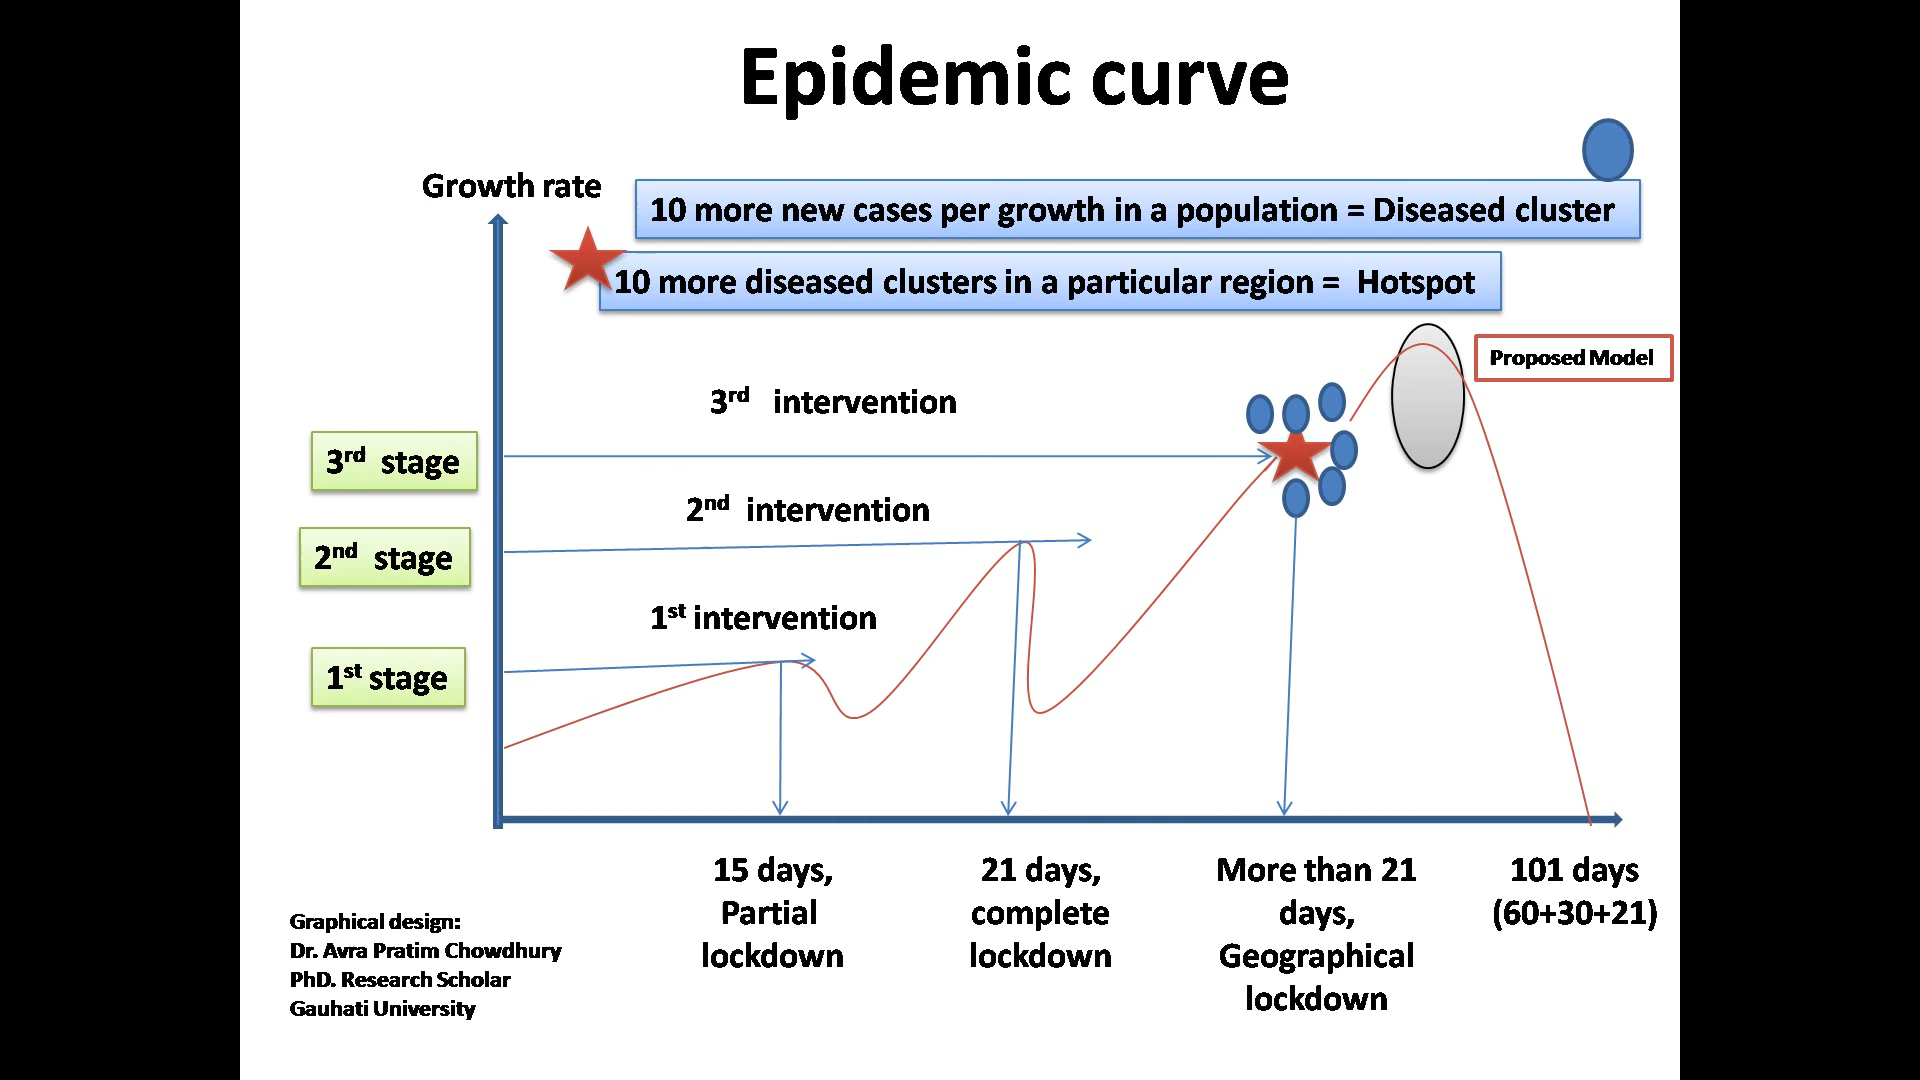 Epidemic curve
Growth rate
10 more new cases per growth in a population = Diseased cluster
10 more diseased clusters in a particular region = Hotspot
Proposed Model
3rd intervention
3rd stage
2nd intervention
2nd stage
1st intervention
1st stage
15 days,
Partial
lockdown
21 days,
complete
lockdown
More than 21
days,
Geographical
lockdown
101 days
(60+30+21)
Graphical design:
Dr. Avra Pratim Chowdhury
PhD. Research Scholar
Gauhati University